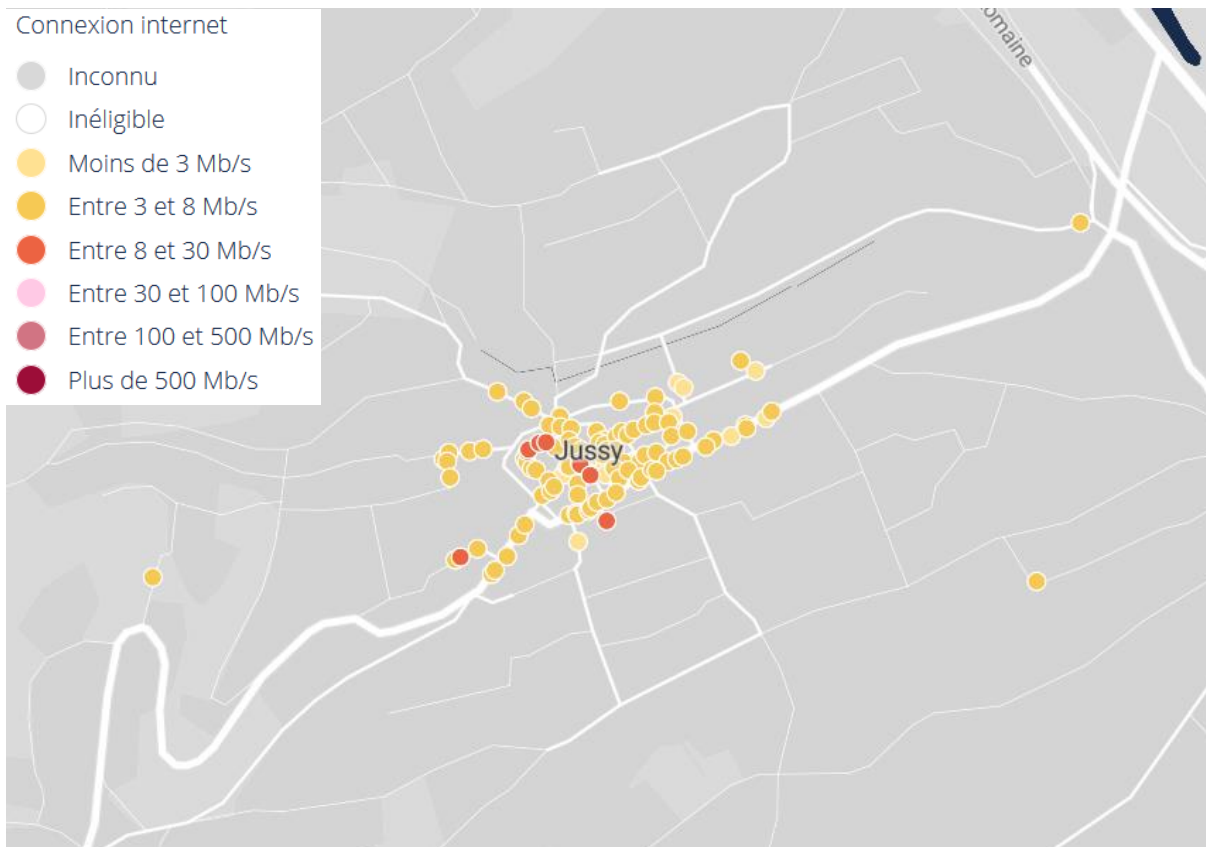 Connexion internet
Inconnu
Inéligible
Moins de 3 Mb/s
Entre 3 et 8 Mb/s
Entre 8 et 30 Mb/s
Entre 30 et 100 Mb/s
Entre 100 et 500 Mb/s
Plus de 500 Mb/s
omaine
Jussy